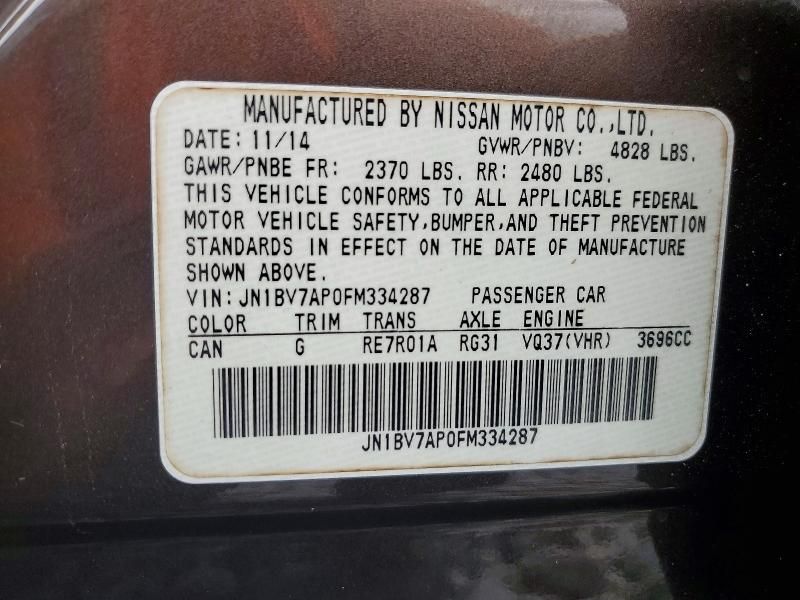 MANUFACTURED BY NISSAN MOTOR CO.,LTD.
DATE: 11/14 GVWR/PNBV: 4828 LBS.
GAWR/PNBE FR: 2370 LBS. RR: 2480 LBS.
THIS VEHICLE CONFORMS TO ALL APPLICABLE FEDERAL
MOTOR VEHICLE SAFETY,BUMPER,AND THEFT PREVENTION
STANDARDS IN EFFECT ON THE DATE OF MANUFACTURE
SHOWN ABOVE.
VIN:JN1BV7AP0FM334287 PASSENGER CAR
COLOR TRIM TRANS AXLE ENGINE
CAN G RE7R01A RG31 VQ37(VHR) 3696CC
JN1BV7AP0FM334287